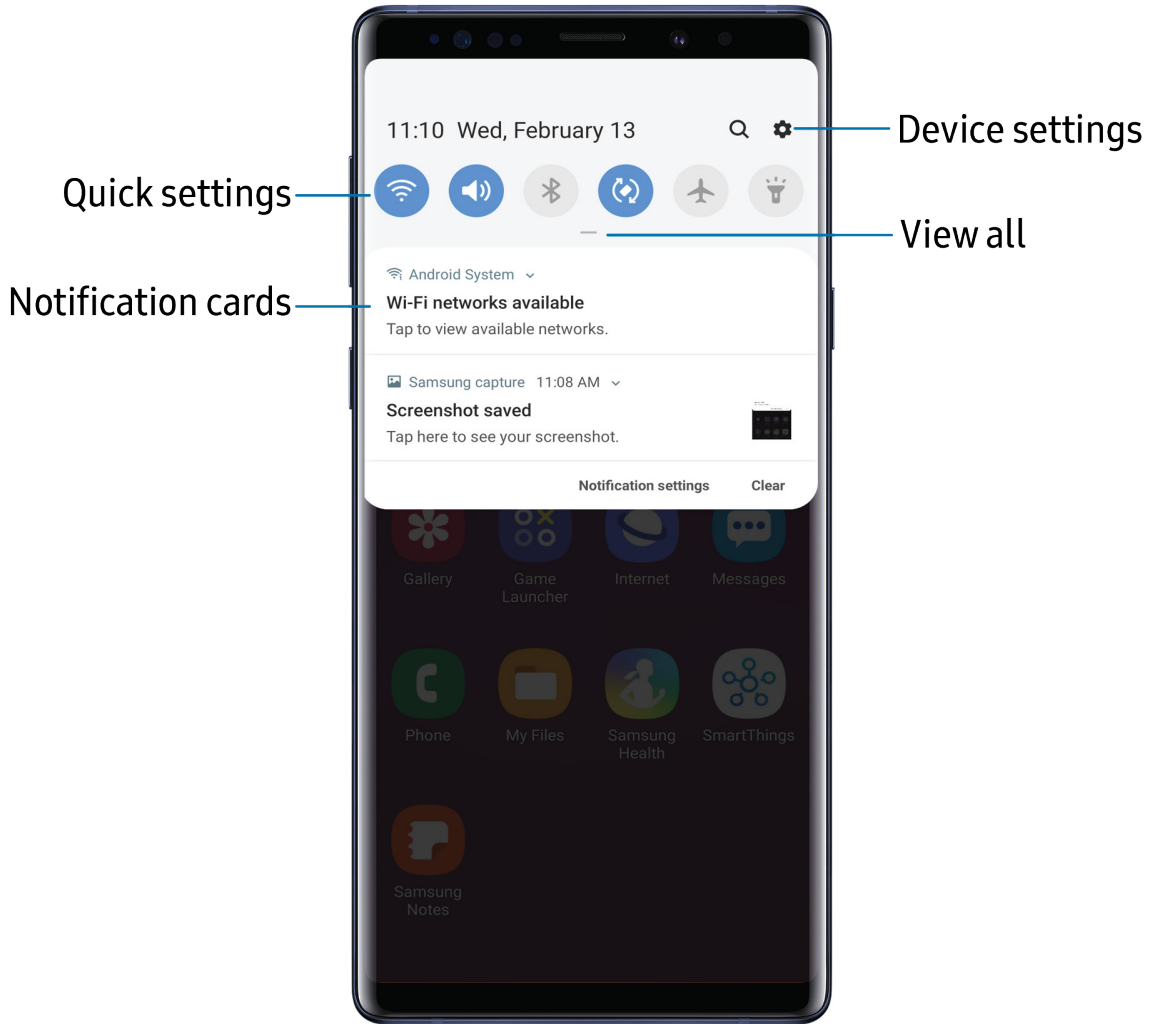 11:10 Wed, February 13
Device settings
Quick settings
View all
Android System
Notification cards
Wi-Fi networks available
Tap to view available networks.
Samsung capture 11:08 AM
Screenshot saved
Tap here to see your screenshot.
Notification settings Clear
Gallery Game Launcher Internet Messages
Phone My Files Samsung Health SmartThings
Samsung
Notes